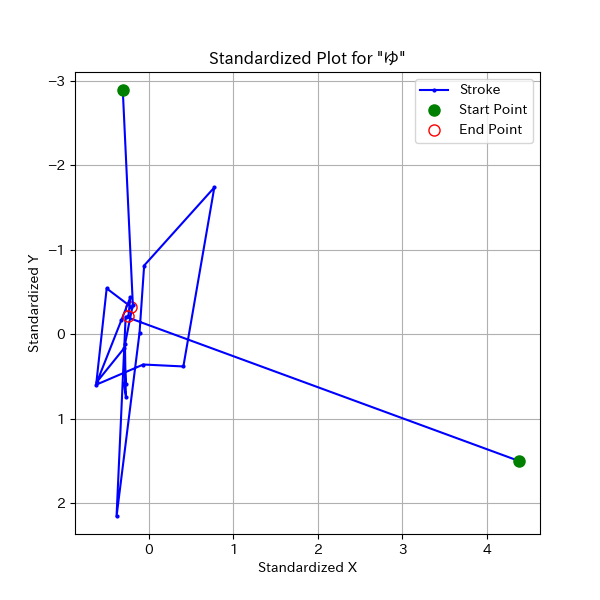 Standardized Plot for "ゆ"
Stroke
Start Point
End Point
−3
−2
−1
0
1
2
Standardized Y
0 1 2 3 4
Standardized X